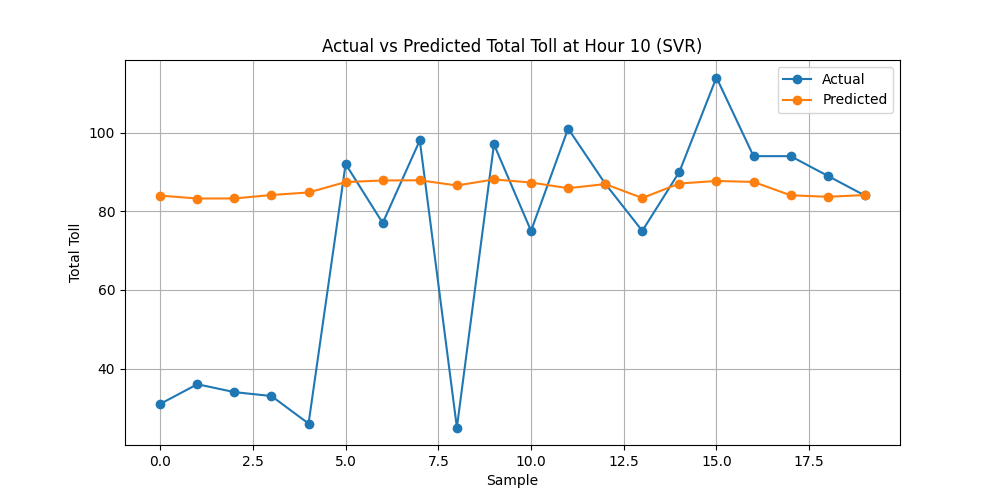 Actual vs Predicted Total Toll at Hour 10 (SVR)
Actual
Predicted
Total Toll
100
80
60
40
0.0 2.5 5.0 7.5 10.0 12.5 15.0 17.5
Sample